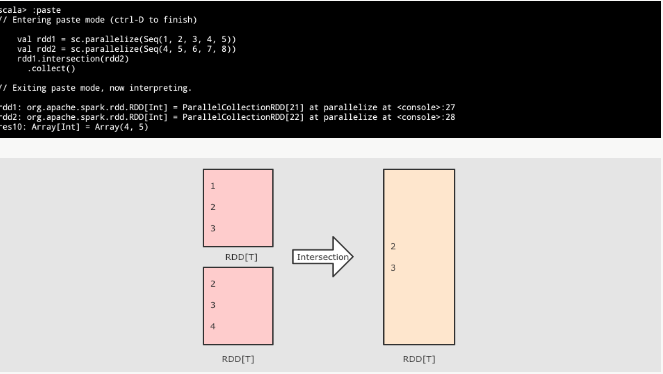 scala> :paste
// Entering paste mode (ctrl-D to finish)
val rdd1 = sc.parallelize(Seq(1, 2, 3, 4, 5))
val rdd2 = sc.parallelize(Seq(4, 5, 6, 7, 8))
rdd1.intersection(rdd2)
.collect()
// Exiting paste mode, now interpreting.
rdd1: org.apache.spark.rdd.RDD[Int] = ParallelCollectionRDD[21] at parallelize at <console>:27
rdd2: org.apache.spark.rdd.RDD[Int] = ParallelCollectionRDD[22] at parallelize at <console>:28
res10: Array[Int] = Array(4, 5)
1
2
3
RDD[T]
2
3
4
RDD[T]
Intersection
2
3
RDD[T]